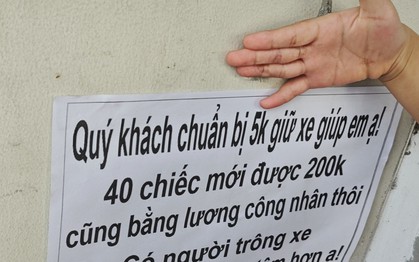 Quý khách chuẩn bị 5k giữ xe giúp em ạ!
40 chiếc mới được 200k
cũng bằng lương công nhân thôi
Có người trông xe
hơn ạ!